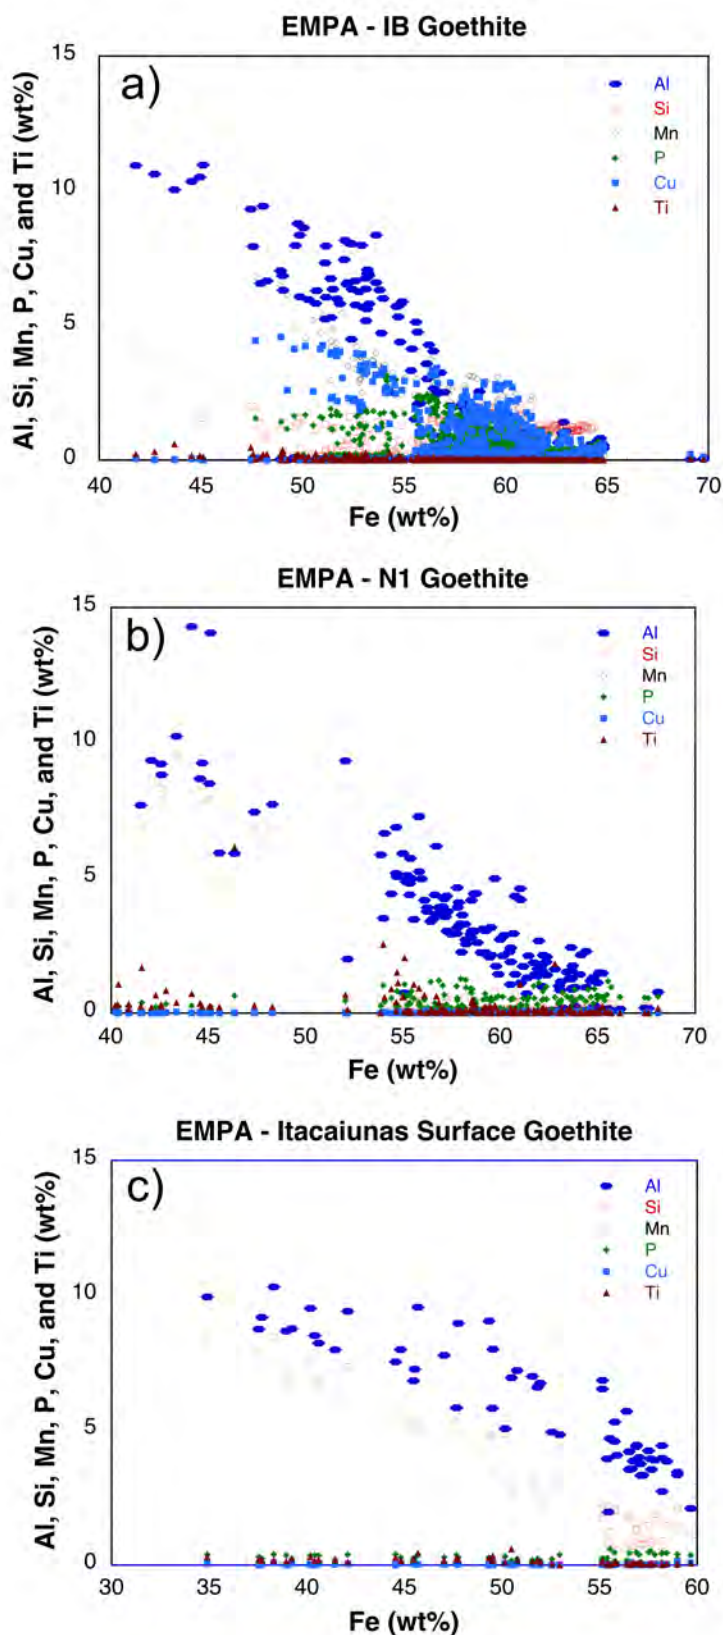 EMPA - IB Goethite
a)
Al, Si, Mn, P, Cu, and Ti (wt%)
15
10
5
0
Al
Si
Mn
P
Cu
Ti
40 45 50 55 60 65 70
Fe (wt%)
EMPA - N1 Goethite
b)
Al, Si, Mn, P, Cu, and Ti (wt%)
15
10
5
0
Al
Si
Mn
P
Cu
Ti
40 45 50 55 60 65 70
Fe (wt%)
EMPA - Itacaiunas Surface Goethite
c)
Al, Si, Mn, P, Cu, and Ti (wt%)
15
10
5
0
Al
Si
Mn
P
Cu
Ti
30 35 40 45 50 55 60
Fe (wt%)